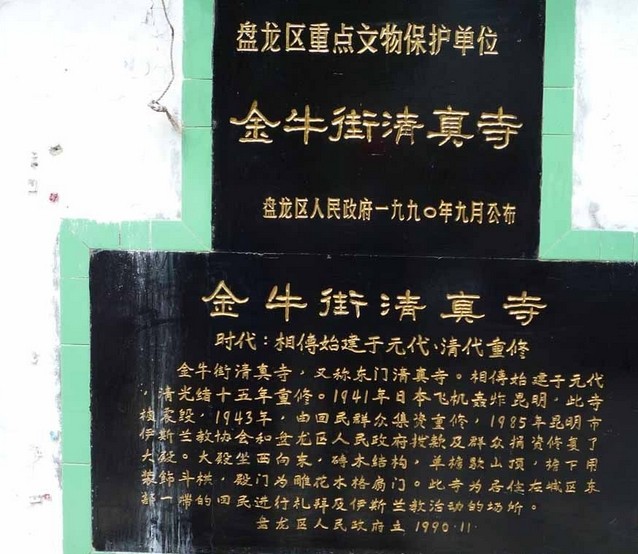 盘龙区重点文物保护单位
金牛街清真寺
盘龙区人民政府一九九〇年九月公布
金牛街清真寺
时代：相傳始建于元代、清代重修
金牛街清真寺，又称东门清真寺。相傳始建于元代
，清光绪十五年重修。1941年日本飞机轰炸昆明，此寺
被震毁，1943年，由回民群众集资重修，1985年昆明市
伊斯兰教协会和盘龙区人民政府拨款及群众捐资修复了
大殿。大殿坐西向东，砖木结构，单檐歇山顶，檐下用
装飾斗栱，殿门为雕花木格扇门。此寺为居住在城区东
部一带的回民进行礼拜及伊斯兰教活动的场所。
盘龙区人民政府立 1990·11·